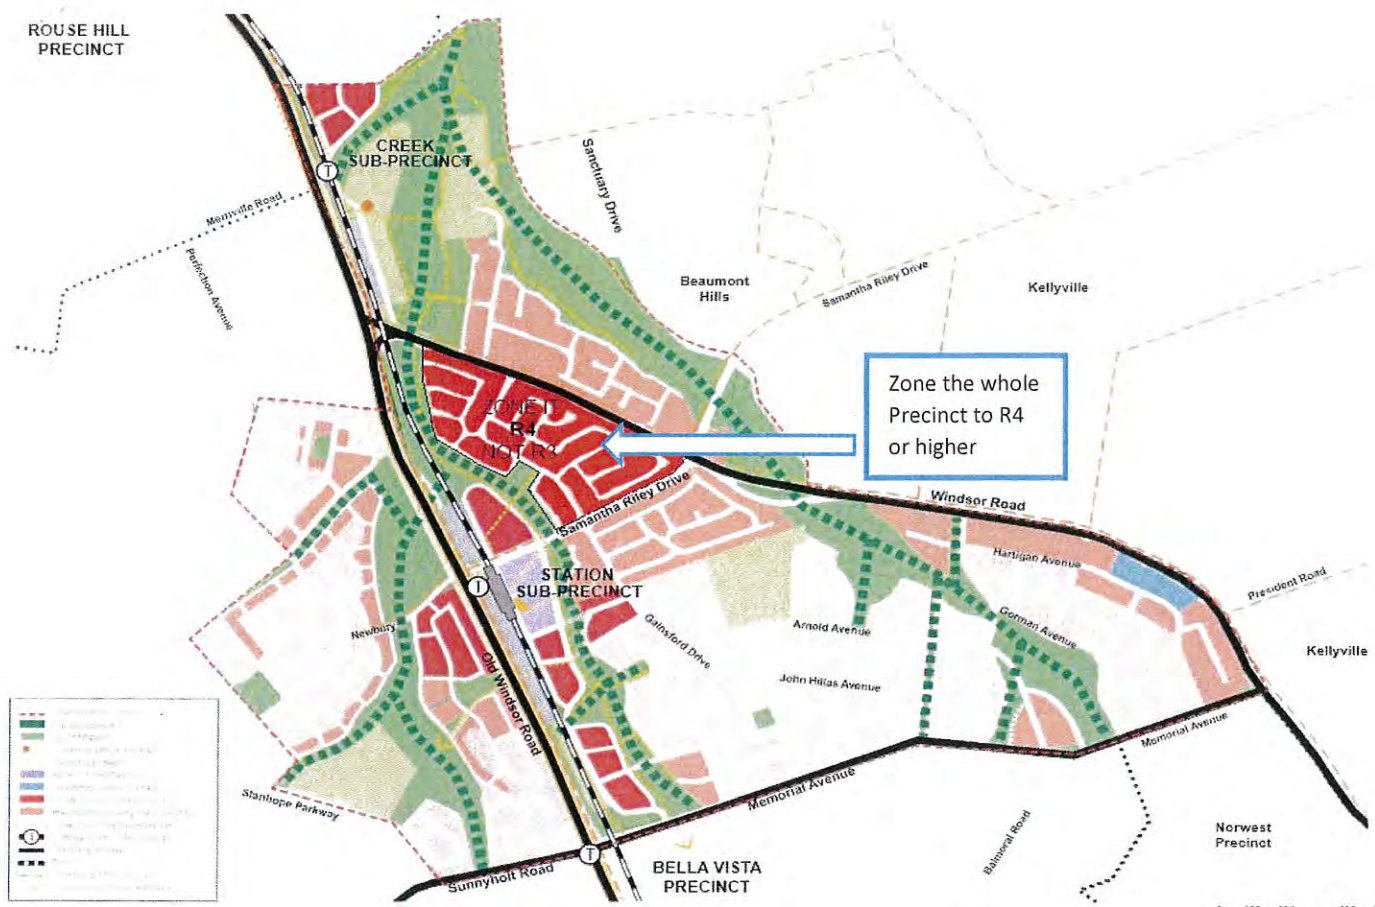 ROUSE HILL
PRECINCT
CREEK
SUB-PRECINCT
T
Merriville Road
Perfection Avenue
Sanctuary Drive
Beaumont
Hills
Samantha Riley Drive
Kellyville
Zone the whole
Precinct to R4
or higher
ZONE IT
R4
NOT R3
Samantha Riley Drive
Windsor Road
Hartigan Avenue
President Road
STATION
SUB-PRECINCT
T
Newbury
Gainsford Drive
Arnold Avenue
Gorman Avenue
Kellyville
John Hillas Avenue
Old Windsor Road
Memorial Avenue
Memorial Avenue
Stanhope Parkway
Balmoral Road
Norwest
Precinct
T
Sunnyholt Road
BELLA VISTA
PRECINCT